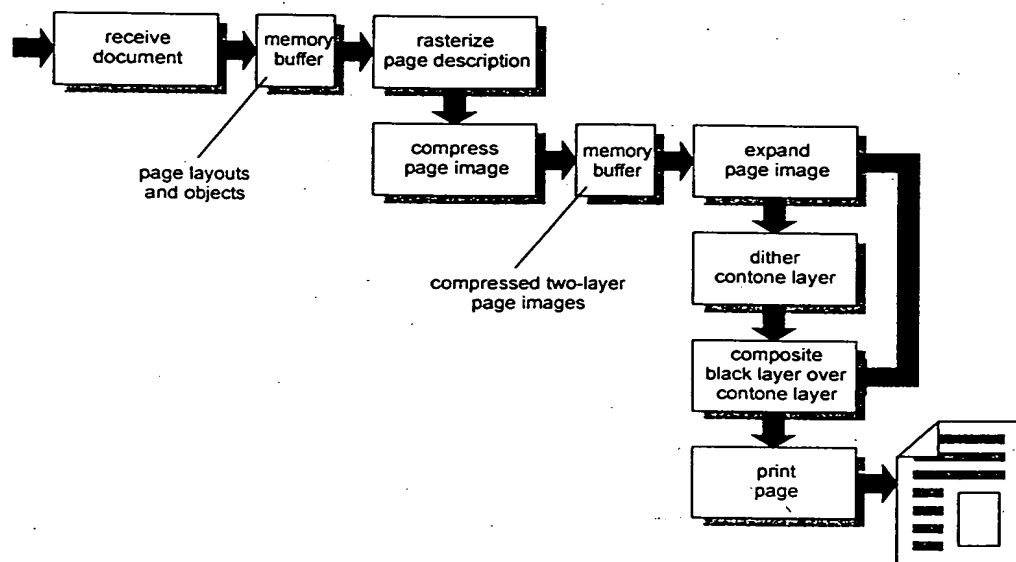 receive
document
memory
buffer
rasterize
page description
compress
page image
memory
buffer
expand
page image
page layouts
and objects
dither
contone layer
compressed two-layer
page images
composite
black layer over
contone layer
print
page